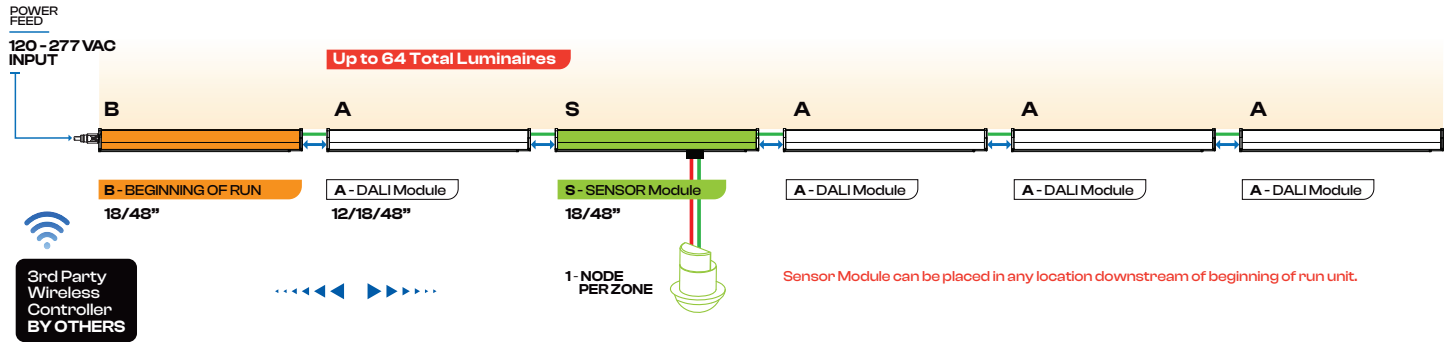 POWER
FEED
120 - 277 VAC
INPUT
Up to 64 Total Luminaires
B
A
S
A
A
A
B - BEGINNING OF RUN
A - DALI Module
S - SENSOR Module
A - DALI Module
A - DALI Module
A - DALI Module
18/48”
12/18/48”
18/48”
3rd Party
Wireless
Controller
BY OTHERS
1 - NODE
PER ZONE
Sensor Module can be placed in any location downstream of beginning of run unit.